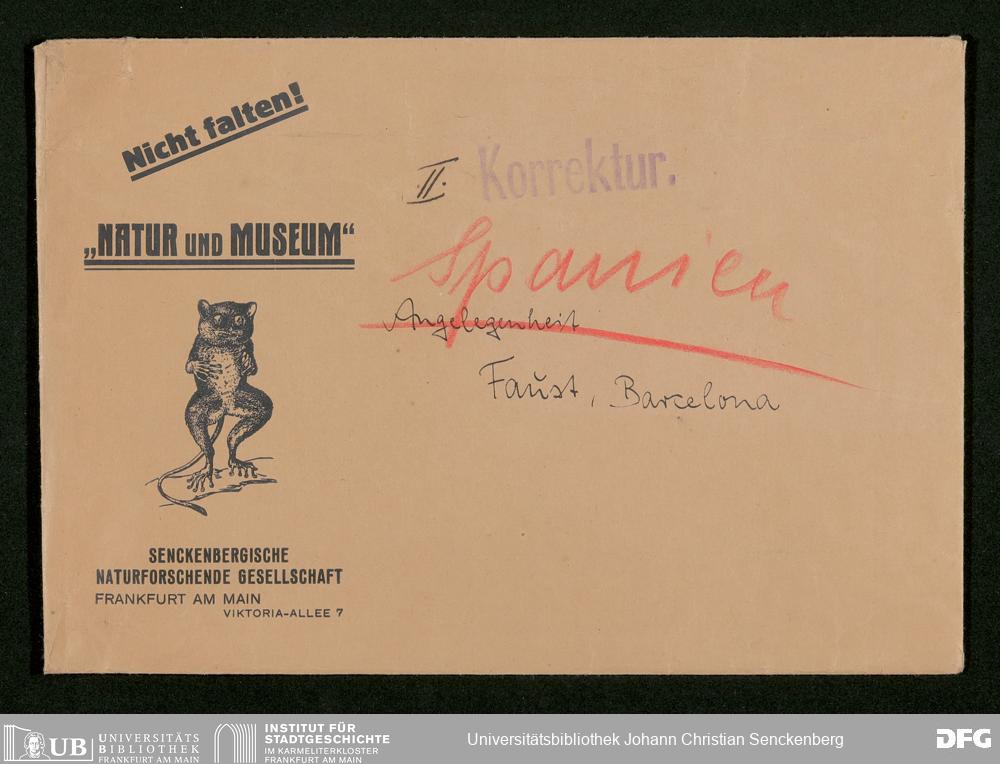 Nicht falten!
II. Korrektur.
„NATUR UND MUSEUM“
Spanien
Angelegenheit
Faust, Barcelona
SENCKENBERGISCHE
NATURFORSCHENDE GESELLSCHAFT
FRANKFURT AM MAIN
VIKTORIA-ALLEE 7
UB UNIVERSITÄTS
BIBLIOTHEK
FRANKFURT AM MAIN
INSTITUT FÜR
STADTGESCHICHTE
IM KARMELITERKLOSTER
FRANKFURT AM MAIN
Universitätsbibliothek Johann Christian Senckenberg
DFG